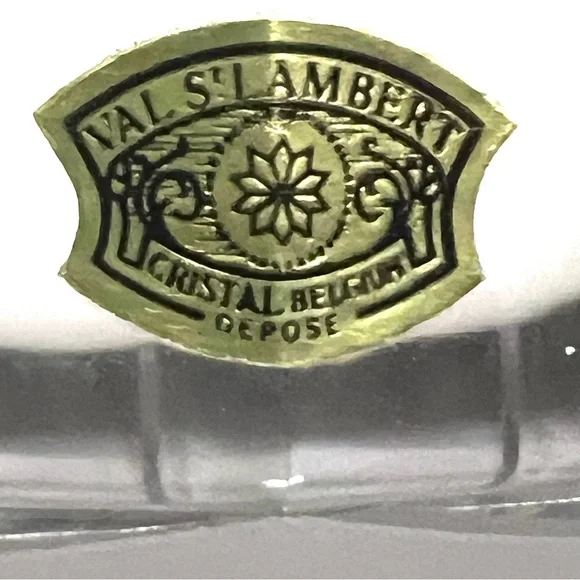 VAL ST LAMBERT
CRISTAL BELGIUM
DEPOSE